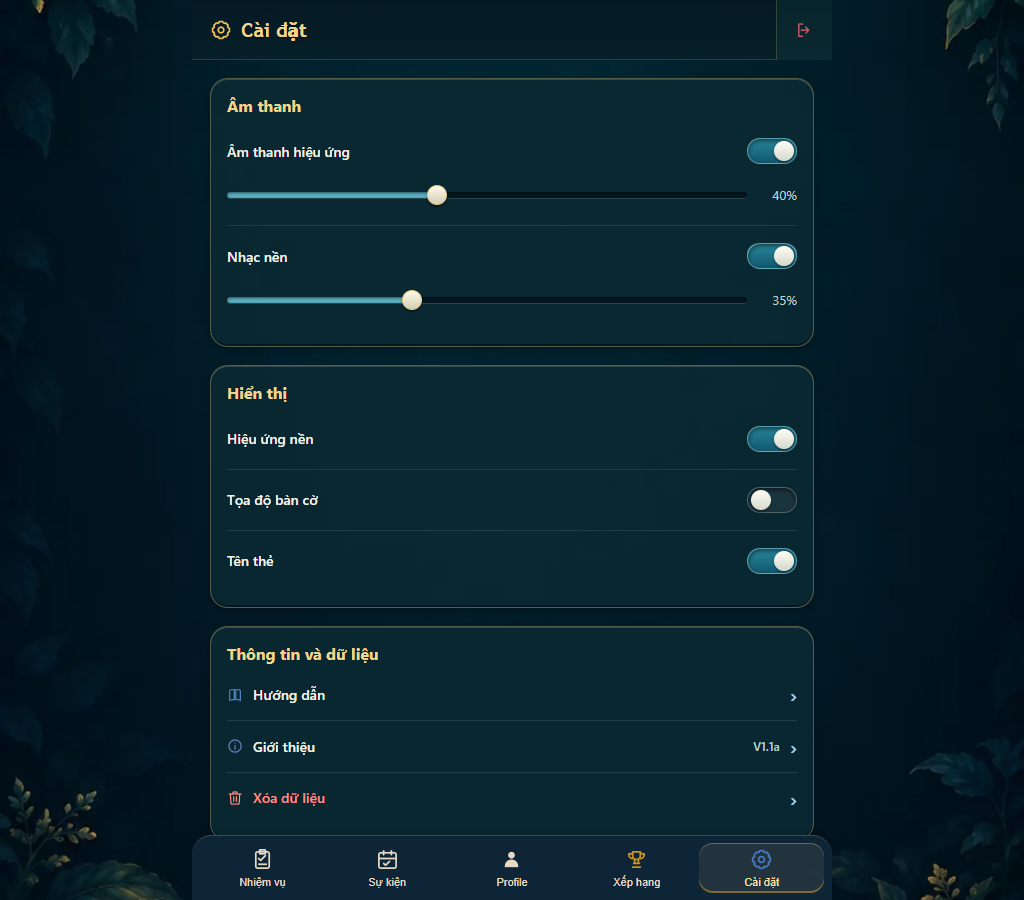 Cài đặt
Âm thanh
Âm thanh hiệu ứng
40%
Nhạc nền
35%
Hiển thị
Hiệu ứng nền
Tọa độ bàn cờ
Tên thẻ
Thông tin và dữ liệu
Hướng dẫn
Giới thiệu V1.1a
Xóa dữ liệu
Nhiệm vụ Sự kiện Profile Xếp hạng Cài đặt